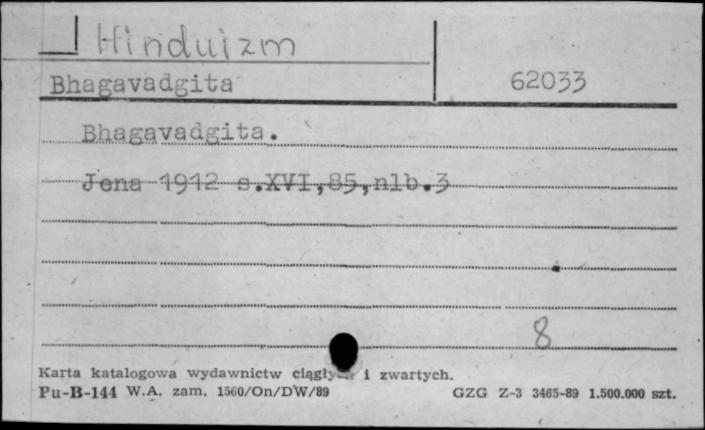 Hinduizm
Bhagavadgita 62033
Bhagavadgita.
Jena 1912 s.XVI,85,nlb.3
8
Karta katalogowa wydawnictw ciągłych i zwartych.
Pu-B-144 W.A. zam. 1560/On/DW/89 GZG Z-3 3465-89 1.500.000 szt.